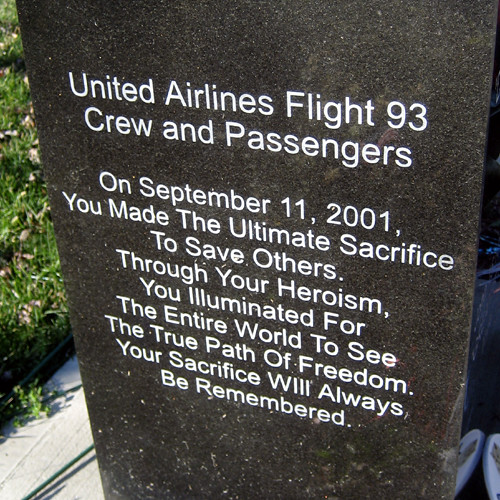 United Airlines Flight 93
Crew and Passengers
On September 11, 2001,
You Made The Ultimate Sacrifice
To Save Others.
Through Your Heroism,
You Illuminated For
The Entire World To See
The True Path Of Freedom.
Your Sacrifice Will Always
Be Remembered.